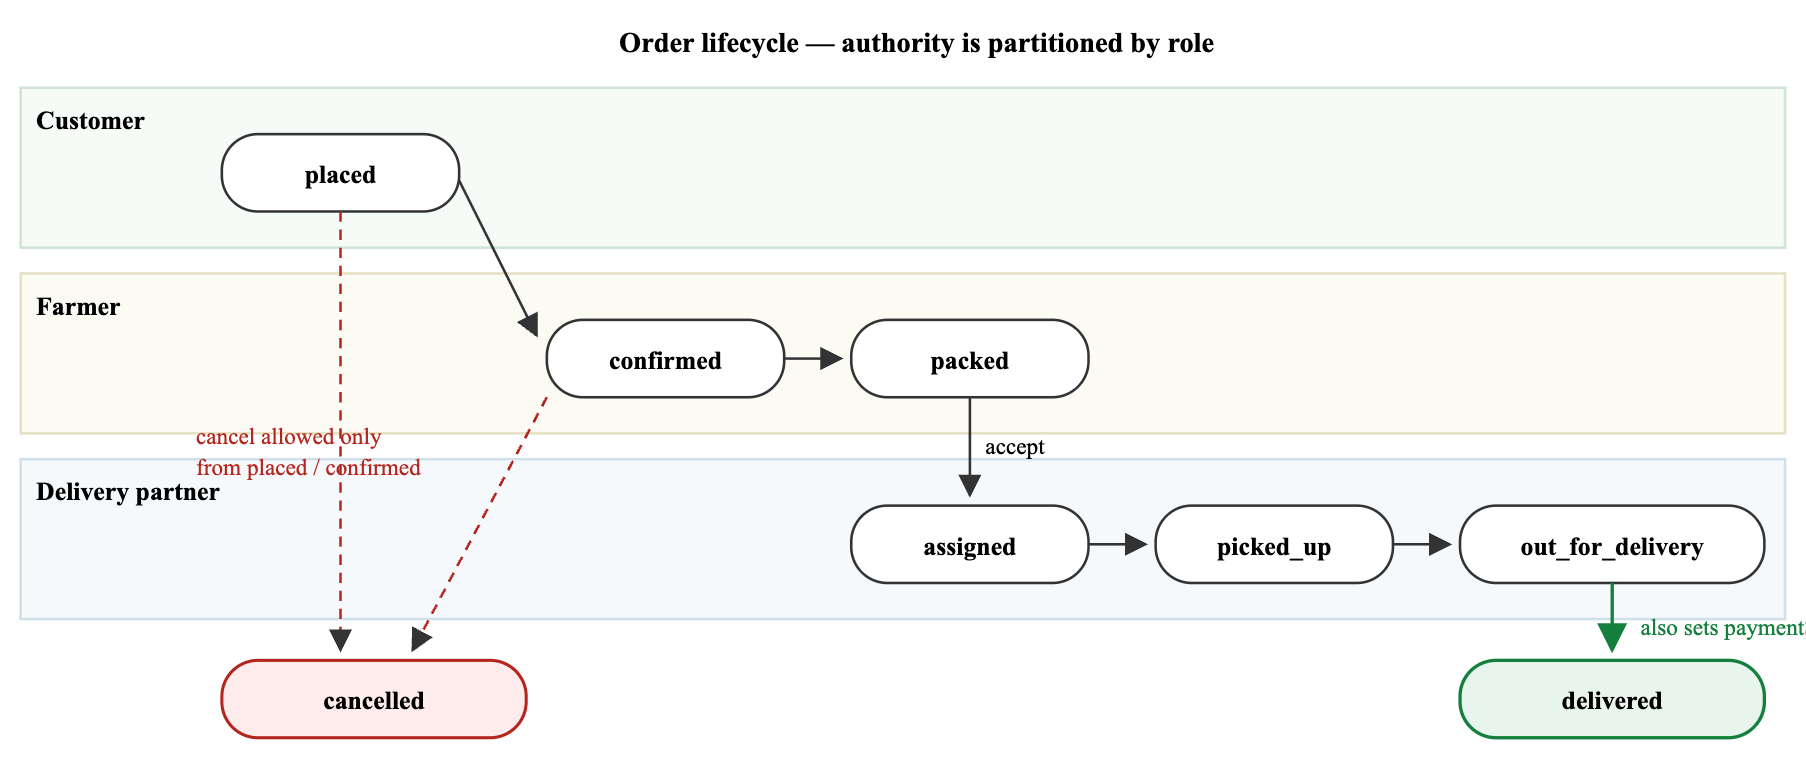 Order lifecycle — authority is partitioned by role
Customer
placed
Farmer
confirmed
packed
cancel allowed only
from placed / confirmed
accept
Delivery partner
assigned
picked_up
out_for_delivery
also sets payment
cancelled
delivered